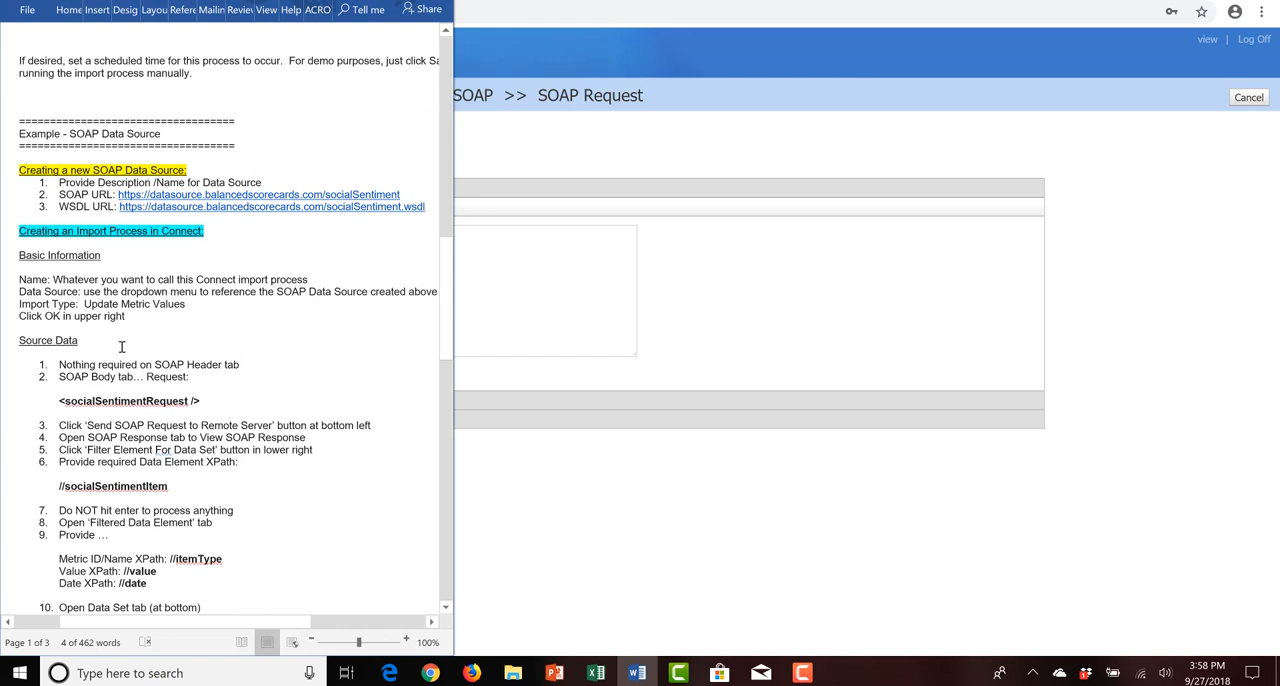 File Home Insert Desig Layou Refere Mailin Reviev View Help ACRO Tell me Share
If desired, set a scheduled time for this process to occur. For demo purposes, just click Sa
running the import process manually.
===================================
Example - SOAP Data Source
===================================
Creating a new SOAP Data Source:
1. Provide Description /Name for Data Source
2. SOAP URL: https://datasource.balancedscorecards.com/socialSentiment
3. WSDL URL: https://datasource.balancedscorecards.com/socialSentiment.wsdl
Creating an Import Process in Connect:
Basic Information
Name: Whatever you want to call this Connect import process
Data Source: use the dropdown menu to reference the SOAP Data Source created above
Import Type: Update Metric Values
Click OK in upper right
Source Data
1. Nothing required on SOAP Header tab
2. SOAP Body tab… Request:
<socialSentimentRequest />
3. Click ‘Send SOAP Request to Remote Server’ button at bottom left
4. Open SOAP Response tab to View SOAP Response
5. Click ‘Filter Element For Data Set’ button in lower right
6. Provide required Data Element XPath:
//socialSentimentItem
7. Do NOT hit enter to process anything
8. Open ‘Filtered Data Element’ tab
9. Provide …
Metric ID/Name XPath: //itemType
Value XPath: //value
Date XPath: //date
10. Open Data Set tab (at bottom)
Page 1 of 3 4 of 462 words 100%
view | Log Off
SOAP >> SOAP Request
Cancel
Type here to search
3:58 PM
9/27/2018